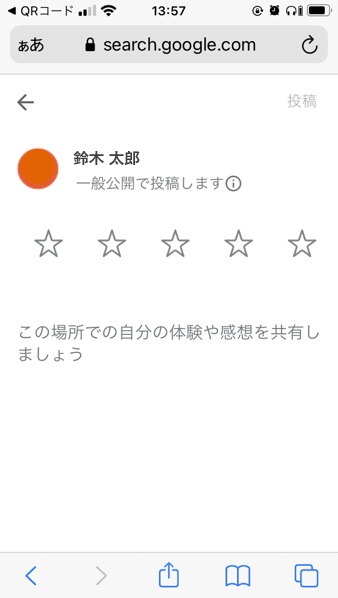 ◀ QRコード 13:57
ぁあ search.google.com
投稿
鈴木 太郎
一般公開で投稿します
この場所での自分の体験や感想を共有し
ましょう